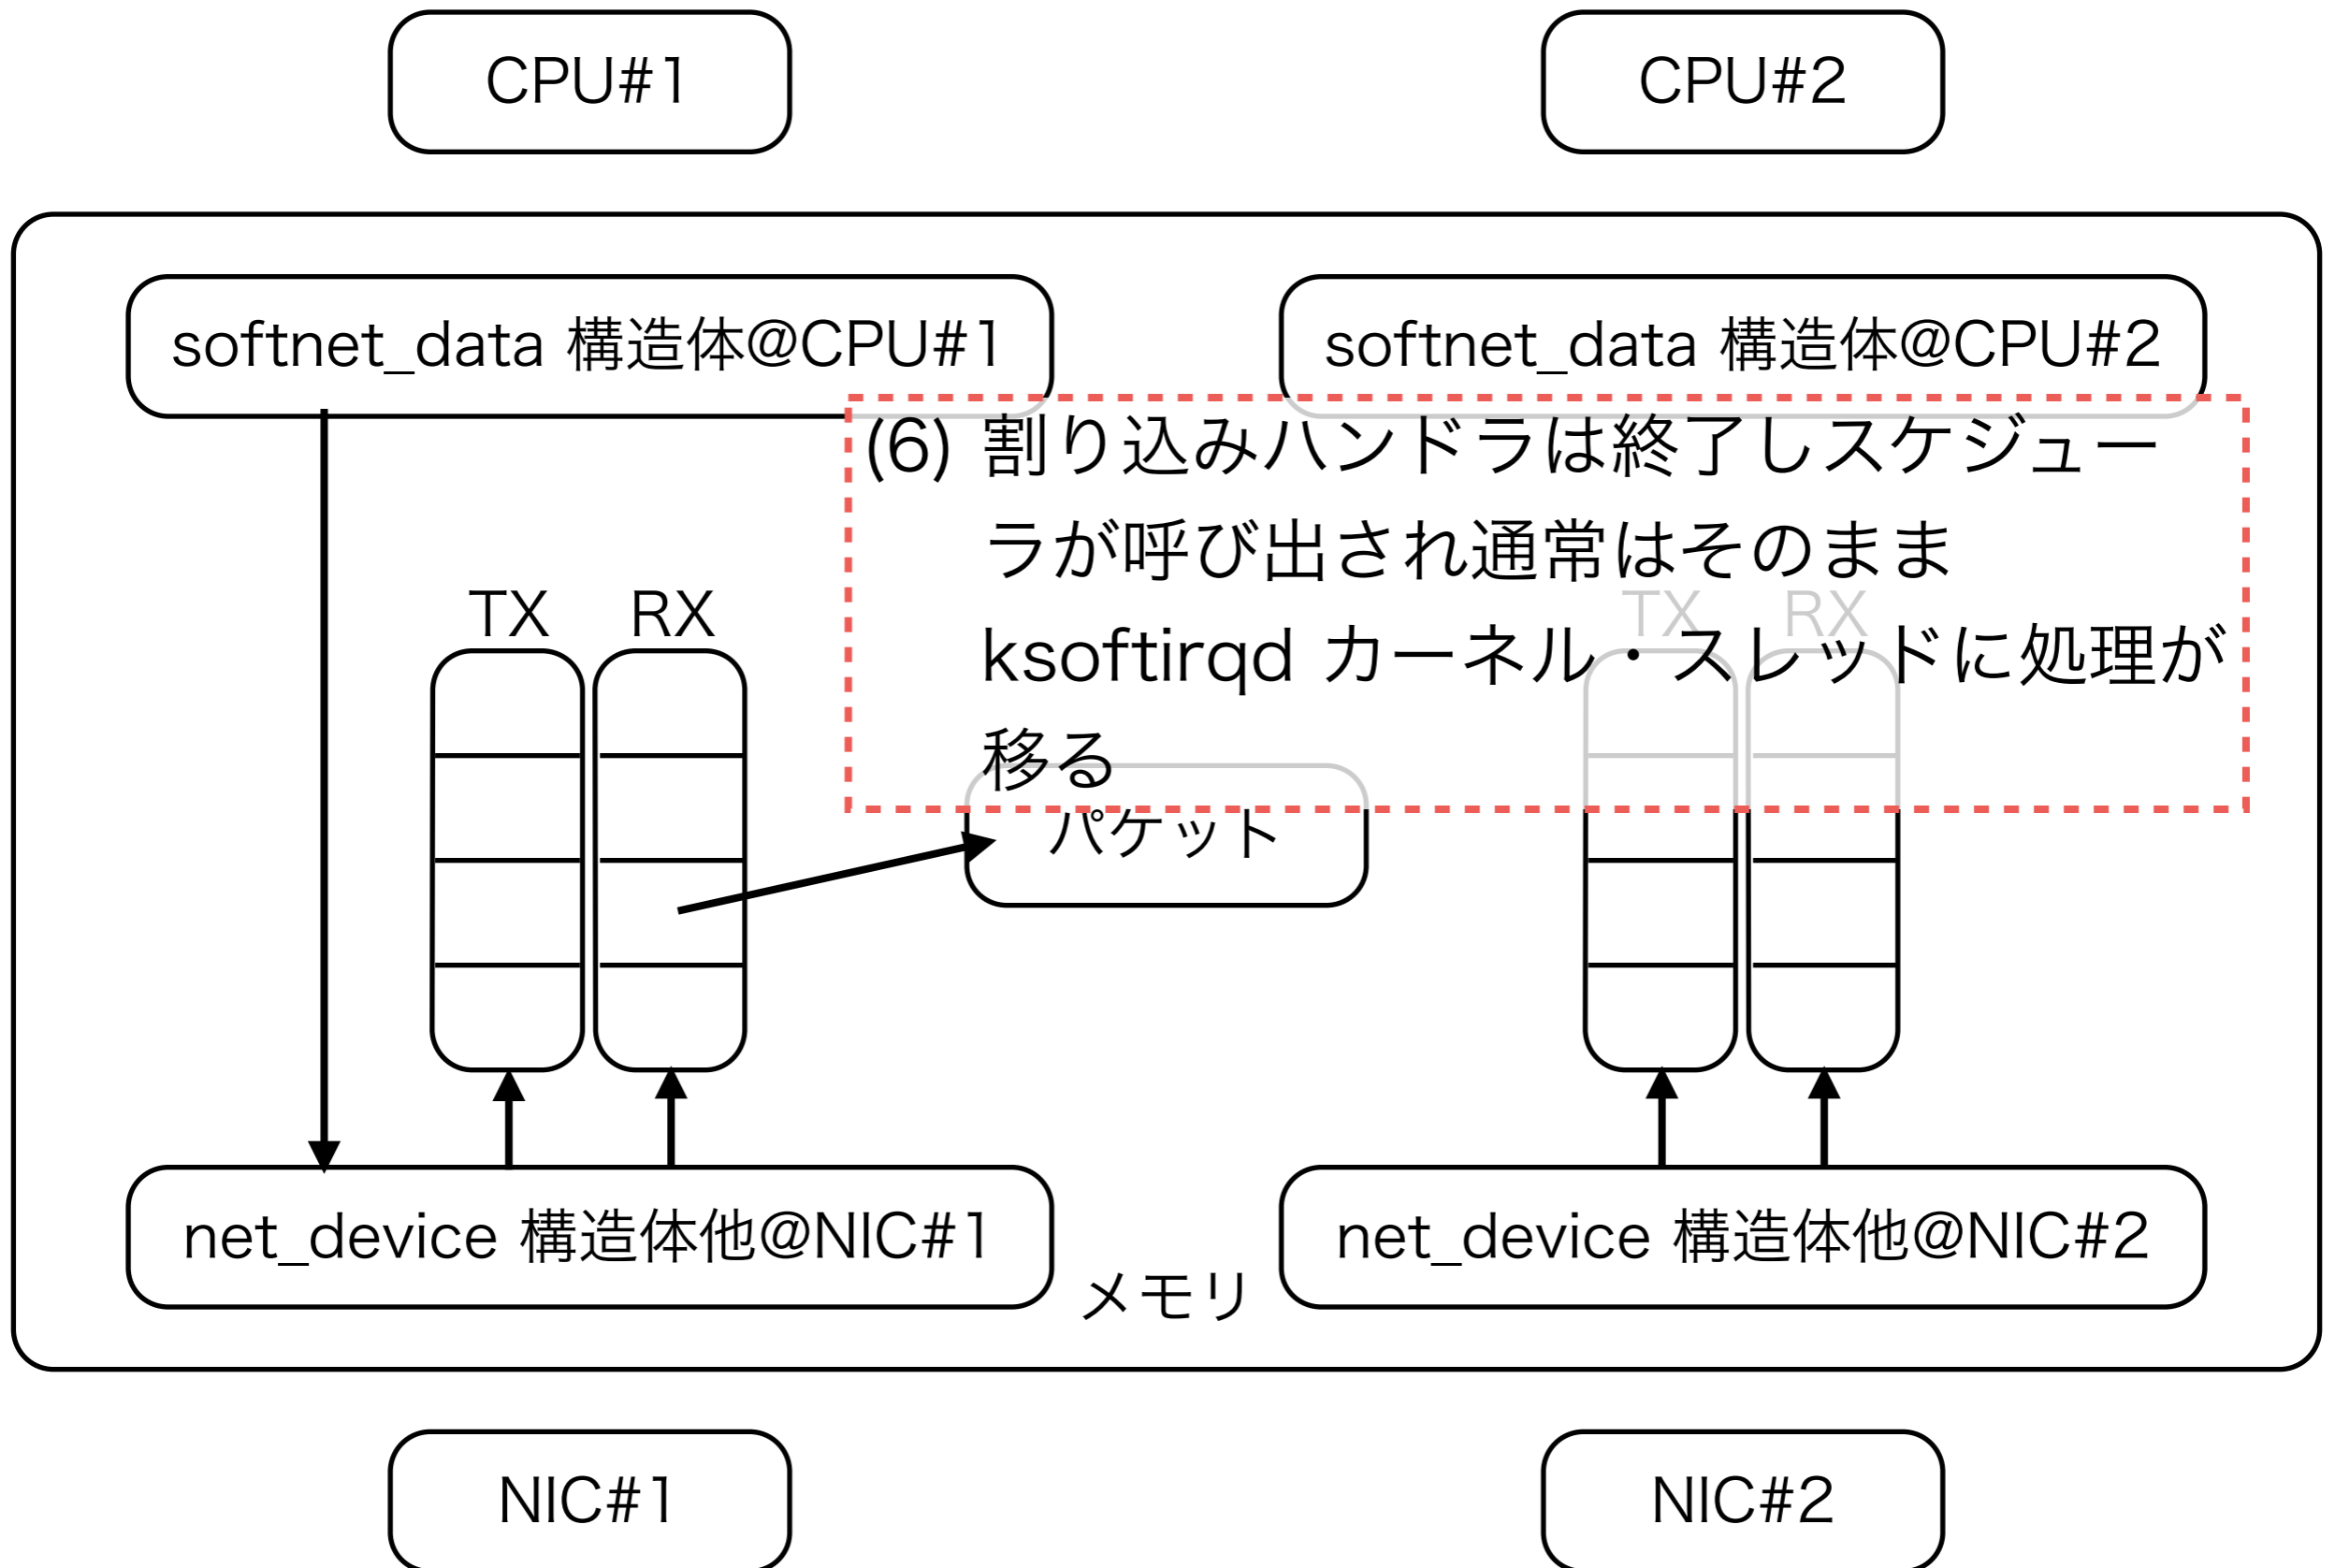 CPU#1
CPU#2
softnet_data 構造体@CPU#1
softnet_data 構造体@CPU#2
(6) 割り込みハンドラは終了しスケジュー
ラが呼び出され通常はそのまま
ksoftirqd カーネル・スレッドに処理が
移る
TX
RX
TX
RX
パケット
net_device 構造体他@NIC#1
net_device 構造体他@NIC#2
メモリ
NIC#1
NIC#2